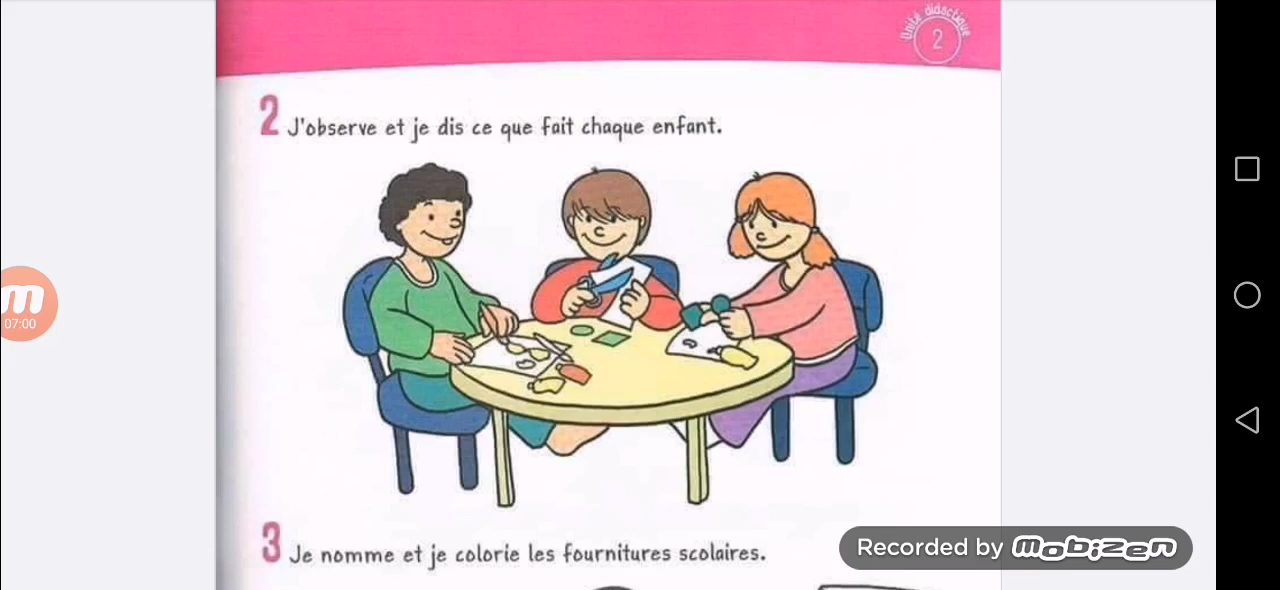 Unité didactique
2
2 J'observe et je dis ce que fait chaque enfant.
07:00
3 Je nomme et je colorie les fournitures scolaires.
Recorded by mobizen